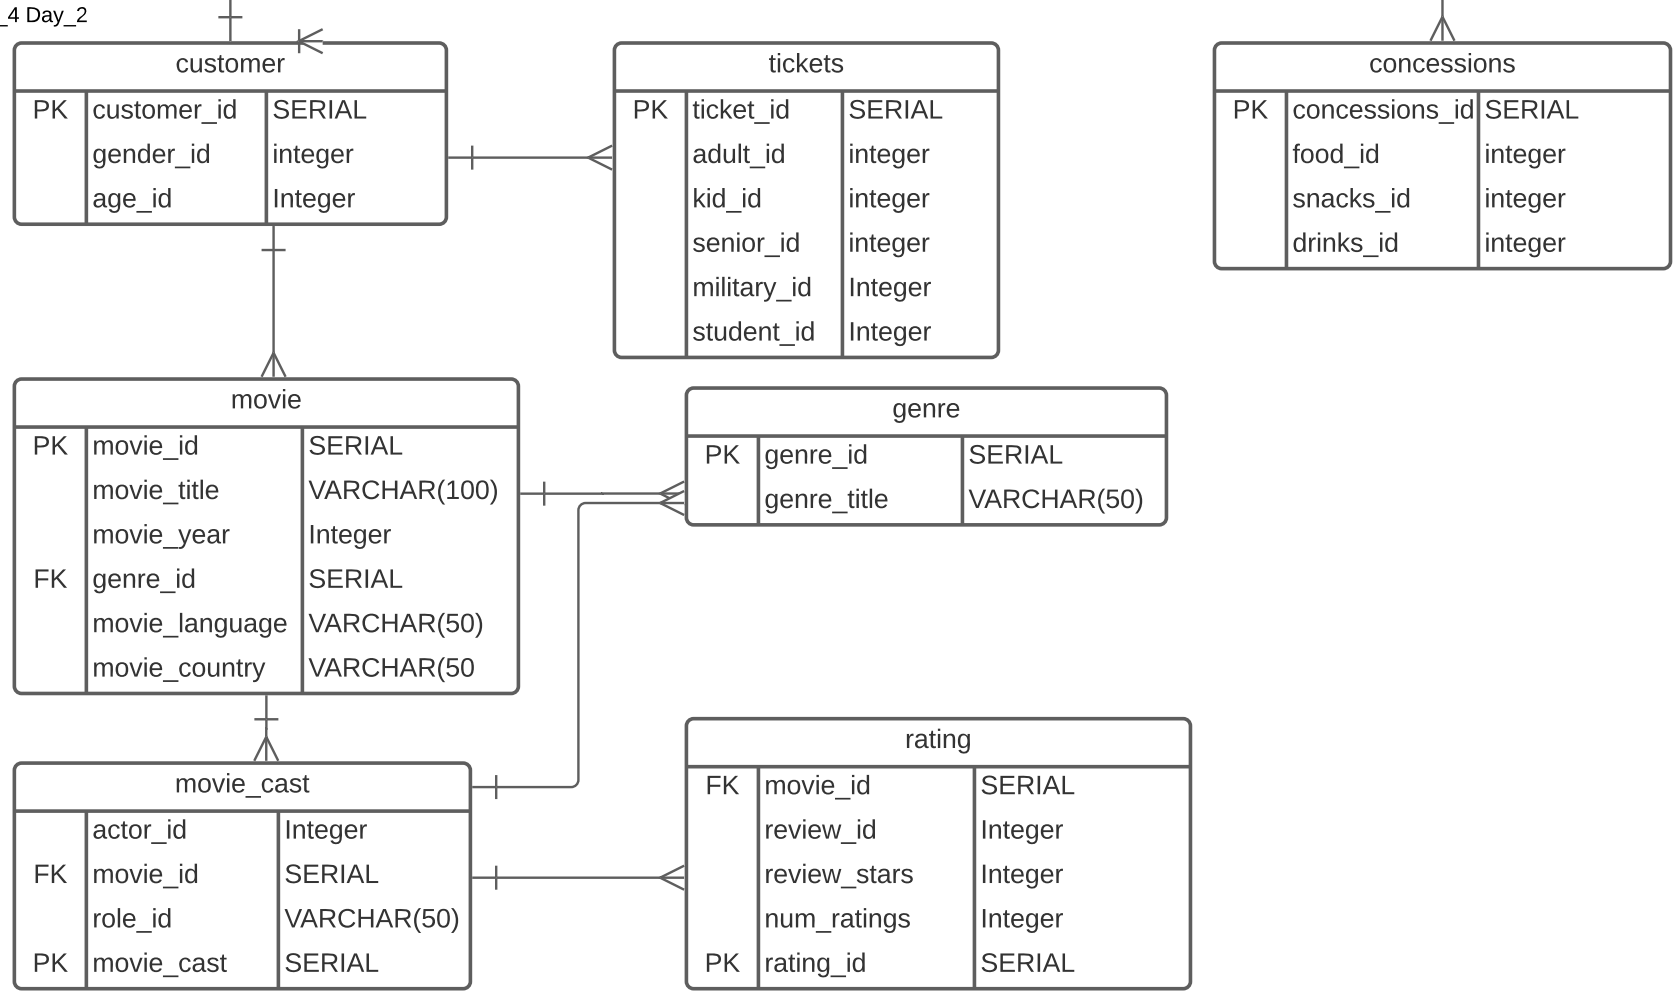 _4 Day_2
customer
PK customer_id SERIAL
gender_id integer
age_id Integer
tickets
PK ticket_id SERIAL
adult_id integer
kid_id integer
senior_id integer
military_id Integer
student_id Integer
concessions
PK concessions_id SERIAL
food_id integer
snacks_id integer
drinks_id integer
movie
PK movie_id SERIAL
movie_title VARCHAR(100)
movie_year Integer
FK genre_id SERIAL
movie_language VARCHAR(50)
movie_country VARCHAR(50
genre
PK genre_id SERIAL
genre_title VARCHAR(50)
movie_cast
actor_id Integer
FK movie_id SERIAL
role_id VARCHAR(50)
PK movie_cast SERIAL
rating
FK movie_id SERIAL
review_id Integer
review_stars Integer
num_ratings Integer
PK rating_id SERIAL